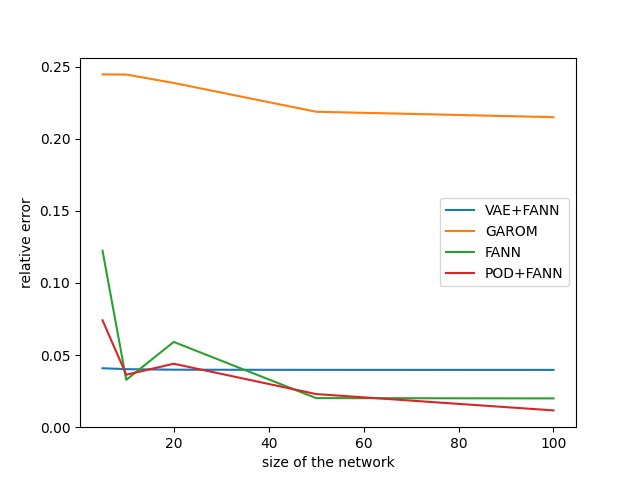 0.25
0.20
0.15
0.10
0.05
0.00
relative error
VAE+FANN
GAROM
FANN
POD+FANN
20 40 60 80 100
size of the network